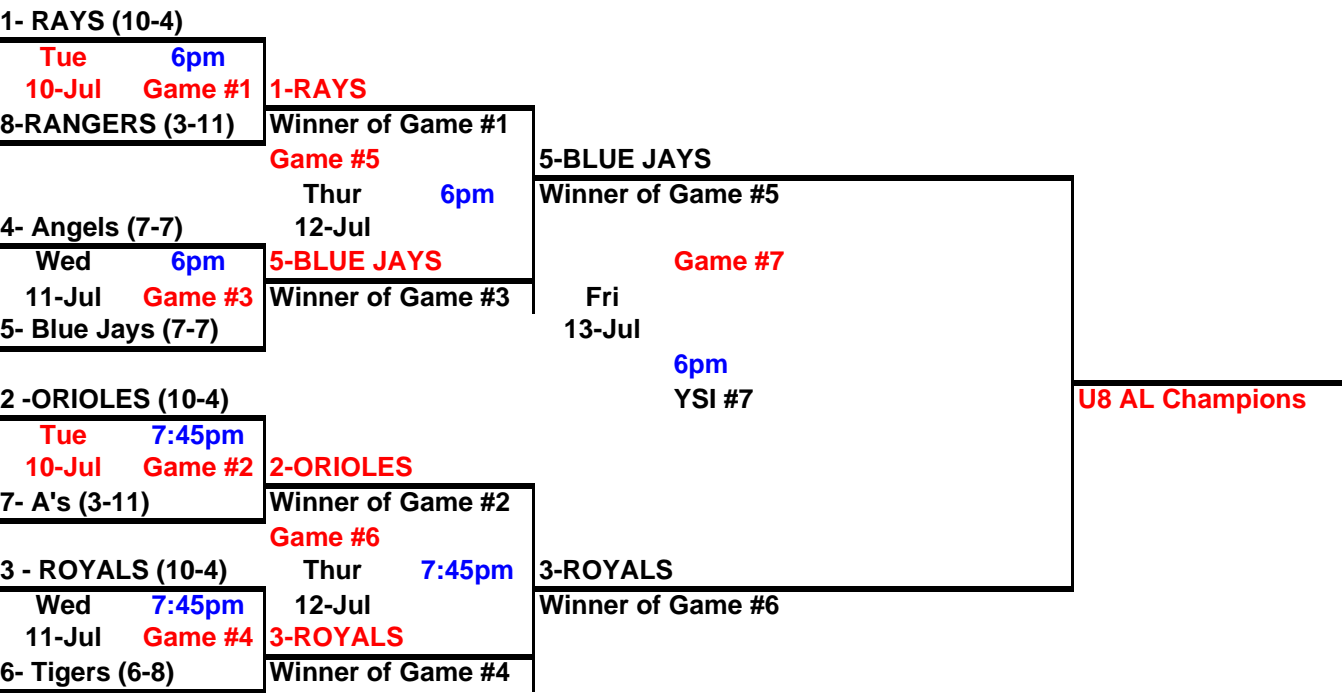 1- RAYS (10-4)
Tue 6pm
10-Jul Game #1 1-RAYS
8-RANGERS (3-11) Winner of Game #1
Game #5 5-BLUE JAYS
Thur 6pm Winner of Game #5
4- Angels (7-7) 12-Jul
Wed 6pm 5-BLUE JAYS Game #7
11-Jul Game #3 Winner of Game #3 Fri
5- Blue Jays (7-7) 13-Jul
6pm
2 -ORIOLES (10-4) YSI #7 U8 AL Champions
Tue 7:45pm
10-Jul Game #2 2-ORIOLES
7- A's (3-11) Winner of Game #2
Game #6
3 - ROYALS (10-4) Thur 7:45pm 3-ROYALS
Wed 7:45pm 12-Jul Winner of Game #6
11-Jul Game #4 3-ROYALS
6- Tigers (6-8) Winner of Game #4